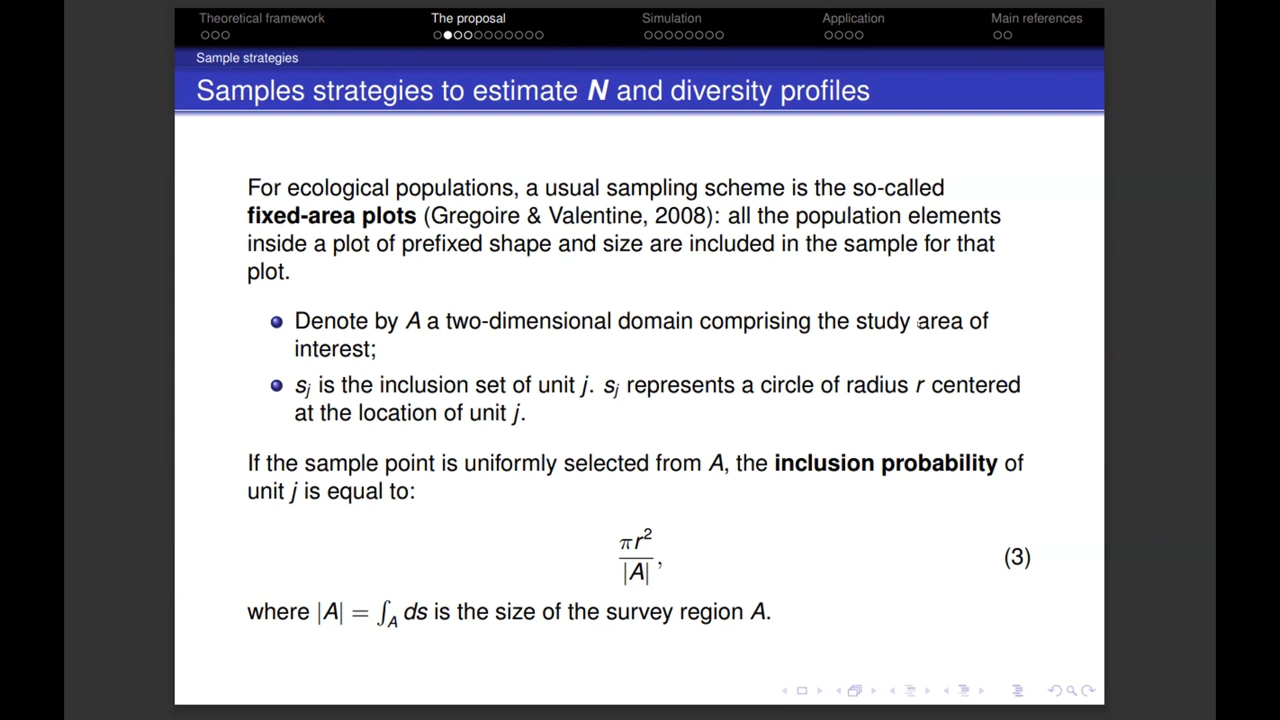 Theoretical framework The proposal Simulation Application Main references
Sample strategies
Samples strategies to estimate N and diversity profiles
For ecological populations, a usual sampling scheme is the so-called
fixed-area plots (Gregoire & Valentine, 2008): all the population elements
inside a plot of prefixed shape and size are included in the sample for that
plot.
Denote by A a two-dimensional domain comprising the study area of
interest;
sj is the inclusion set of unit j. sj represents a circle of radius r centered
at the location of unit j.
If the sample point is uniformly selected from A, the inclusion probability of
unit j is equal to:
πr²
|A|, (3)
where |A| = ∫A ds is the size of the survey region A.